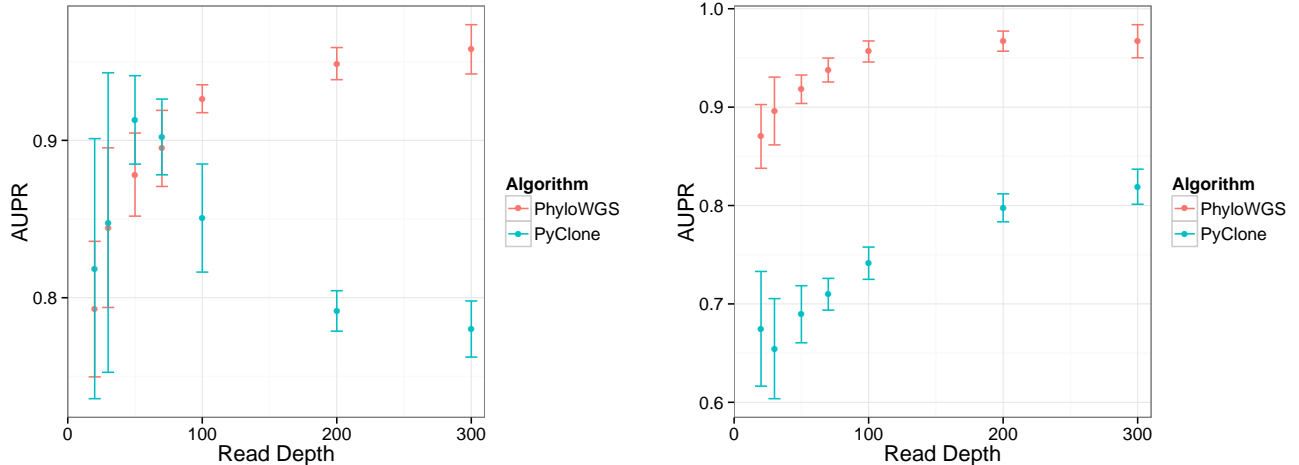 AUPR
0.9
0.8
0
100
200
300
Read Depth
Algorithm
PhyloWGS
PyClone
AUPR
1.0
0.9
0.8
0.7
0.6
0
100
200
300
Read Depth
Algorithm
PhyloWGS
PyClone